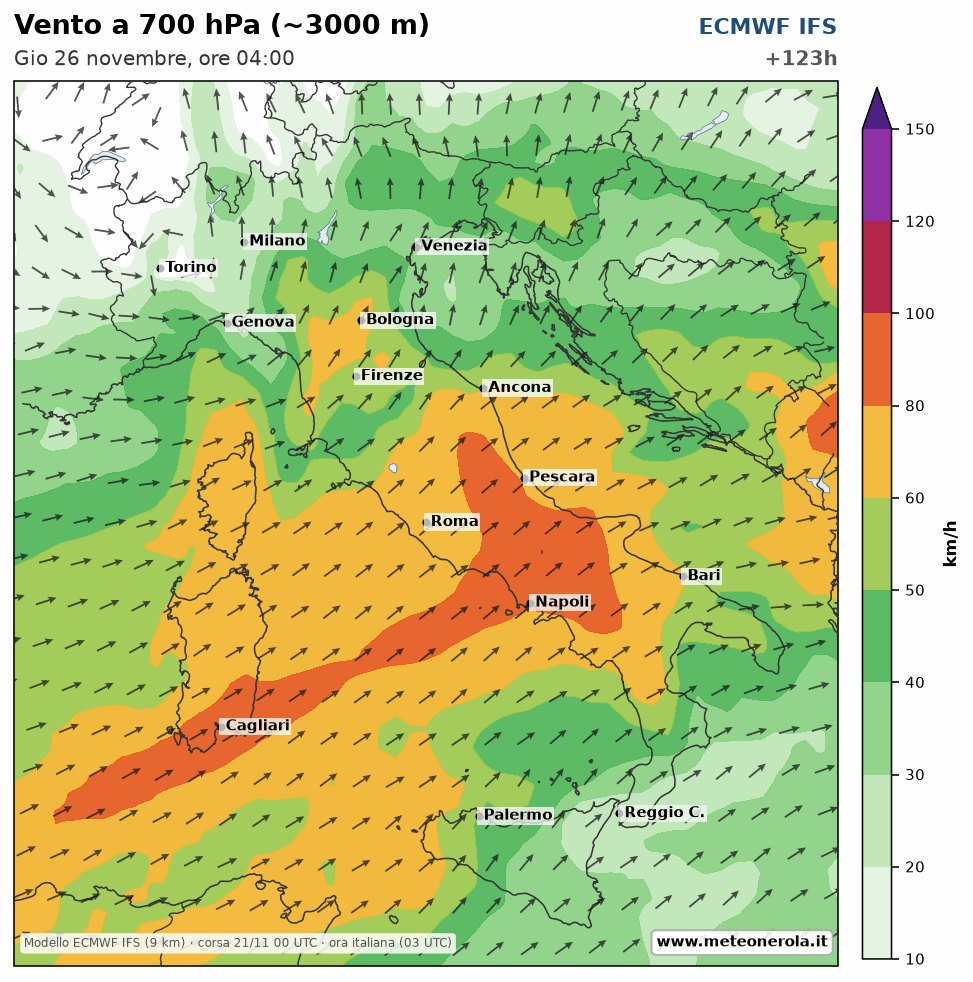 Vento a 700 hPa (~3000 m)
ECMWF IFS
Gio 26 novembre, ore 04:00
+123h
150
120
100
80
60
50
40
30
20
10
km/h
Milano
Venezia
Torino
Genova
Bologna
Firenze
Ancona
Pescara
Roma
Bari
Napoli
Cagliari
Palermo
Reggio C.
Modello ECMWF IFS (9 km) · corsa 21/11 00 UTC · ora italiana (03 UTC)
www.meteonerola.it